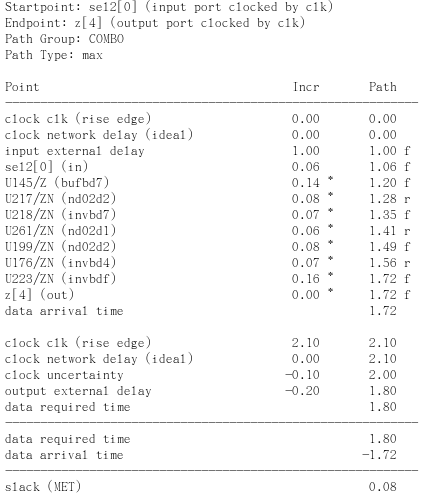 Startpoint: se12[0] (input port clocked by clk)
Endpoint: z[4] (output port clocked by clk)
Path Group: COMBO
Path Type: max
Point Incr Path
clock clk (rise edge) 0.00 0.00
clock network delay (ideal) 0.00 0.00
input external delay 1.00 1.00 f
se12[0] (in) 0.06 1.06 f
U145/Z (bufbd7) 0.14 * 1.20 f
U217/ZN (nd02d2) 0.08 * 1.28 r
U218/ZN (invbd7) 0.07 * 1.35 f
U261/ZN (nd02d1) 0.06 * 1.41 r
U199/ZN (nd02d2) 0.08 * 1.49 f
U176/ZN (invbd4) 0.07 * 1.56 r
U223/ZN (invbdf) 0.16 * 1.72 f
z[4] (out) 0.00 * 1.72 f
data arrival time 1.72
clock clk (rise edge) 2.10 2.10
clock network delay (ideal) 0.00 2.10
clock uncertainty -0.10 2.00
output external delay -0.20 1.80
data required time 1.80
data required time 1.80
data arrival time -1.72
slack (MET) 0.08